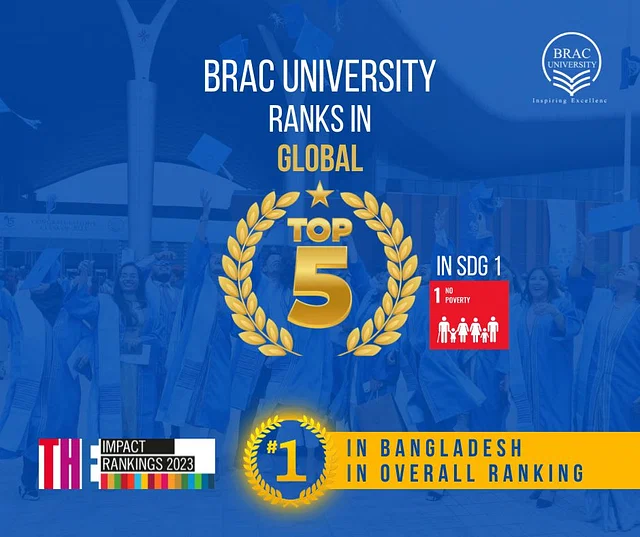 BRAC UNIVERSITY
RANKS IN
GLOBAL
BRAC
UNIVERSITY
Inspiring Excellenc
TOP
5
IN SDG 1
1 NO
POVERTY
THE
IMPACT
RANKINGS 2023
#1
IN BANGLADESH
IN OVERALL RANKING